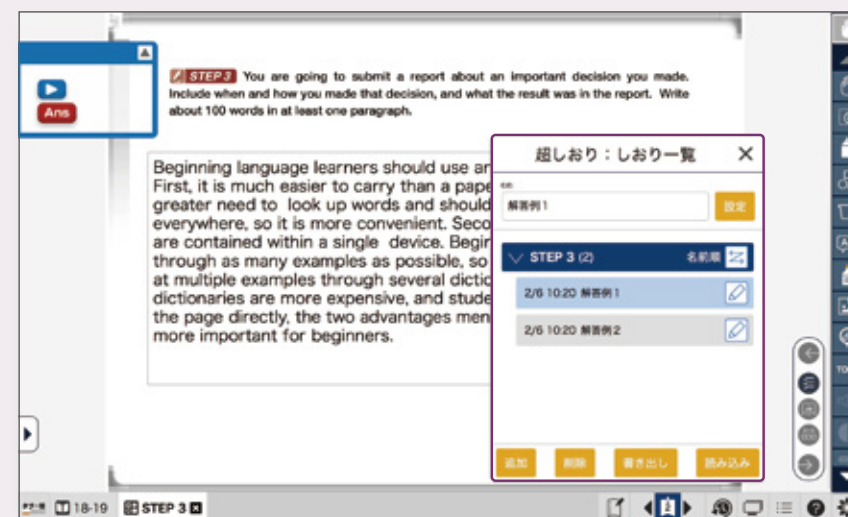 Ans
STEP 3 You are going to submit a report about an important decision you made.
Include when and how you made that decision, and what the result was in the report. Write
about 100 words in at least one paragraph.
Beginning language learners should use an
First, it is much easier to carry than a pape
greater need to look up words and should
everywhere, so it is more convenient. Seco
are contained within a single device. Begin
through as many examples as possible, so
at multiple examples through several dictio
dictionaries are more expensive, and stude
the page directly, the two advantages men
more important for beginners.
超しおり：しおり一覧
解答例1
設定
STEP 3 (2) 名前順
2/6 10:20 解答例1
2/6 10:20 解答例2
追加 削除 書き出し 読み込み
18-19 STEP 3